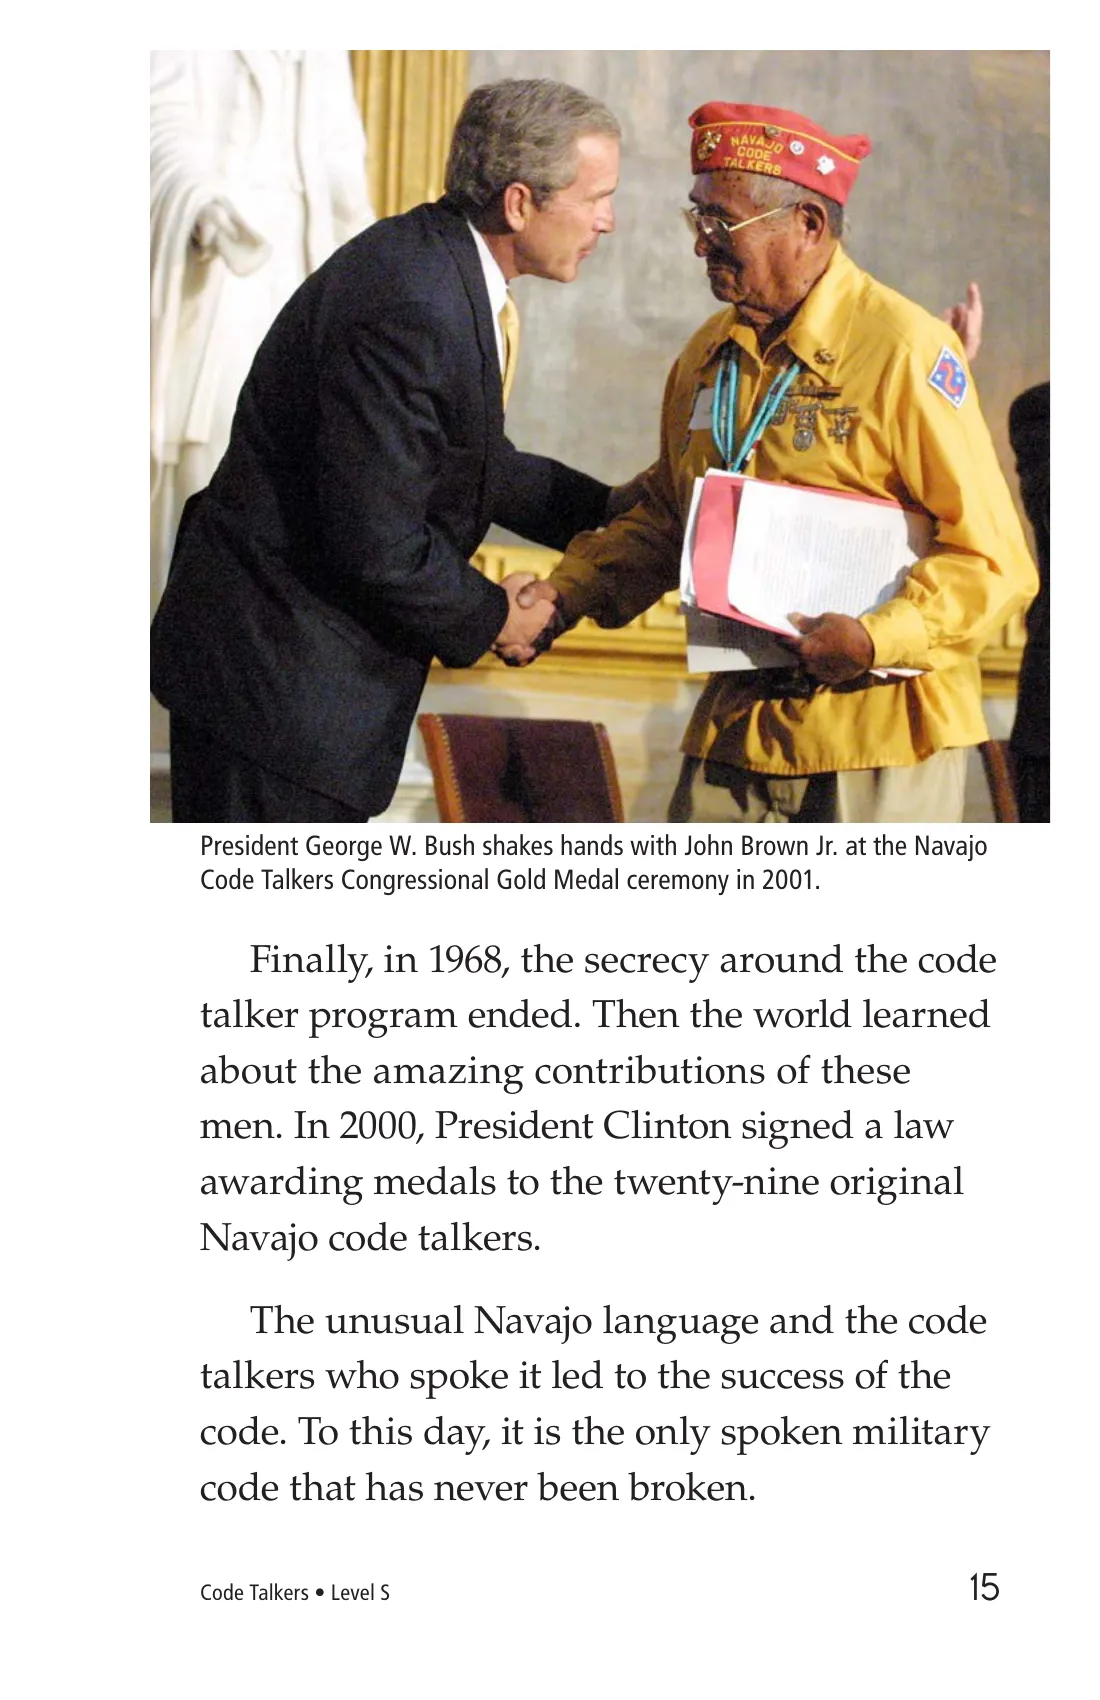 NAVAJO
CODE
TALKERS
President George W. Bush shakes hands with John Brown Jr. at the Navajo
Code Talkers Congressional Gold Medal ceremony in 2001.
Finally, in 1968, the secrecy around the code
talker program ended. Then the world learned
about the amazing contributions of these
men. In 2000, President Clinton signed a law
awarding medals to the twenty-nine original
Navajo code talkers.
The unusual Navajo language and the code
talkers who spoke it led to the success of the
code. To this day, it is the only spoken military
code that has never been broken.
Code Talkers • Level S
15